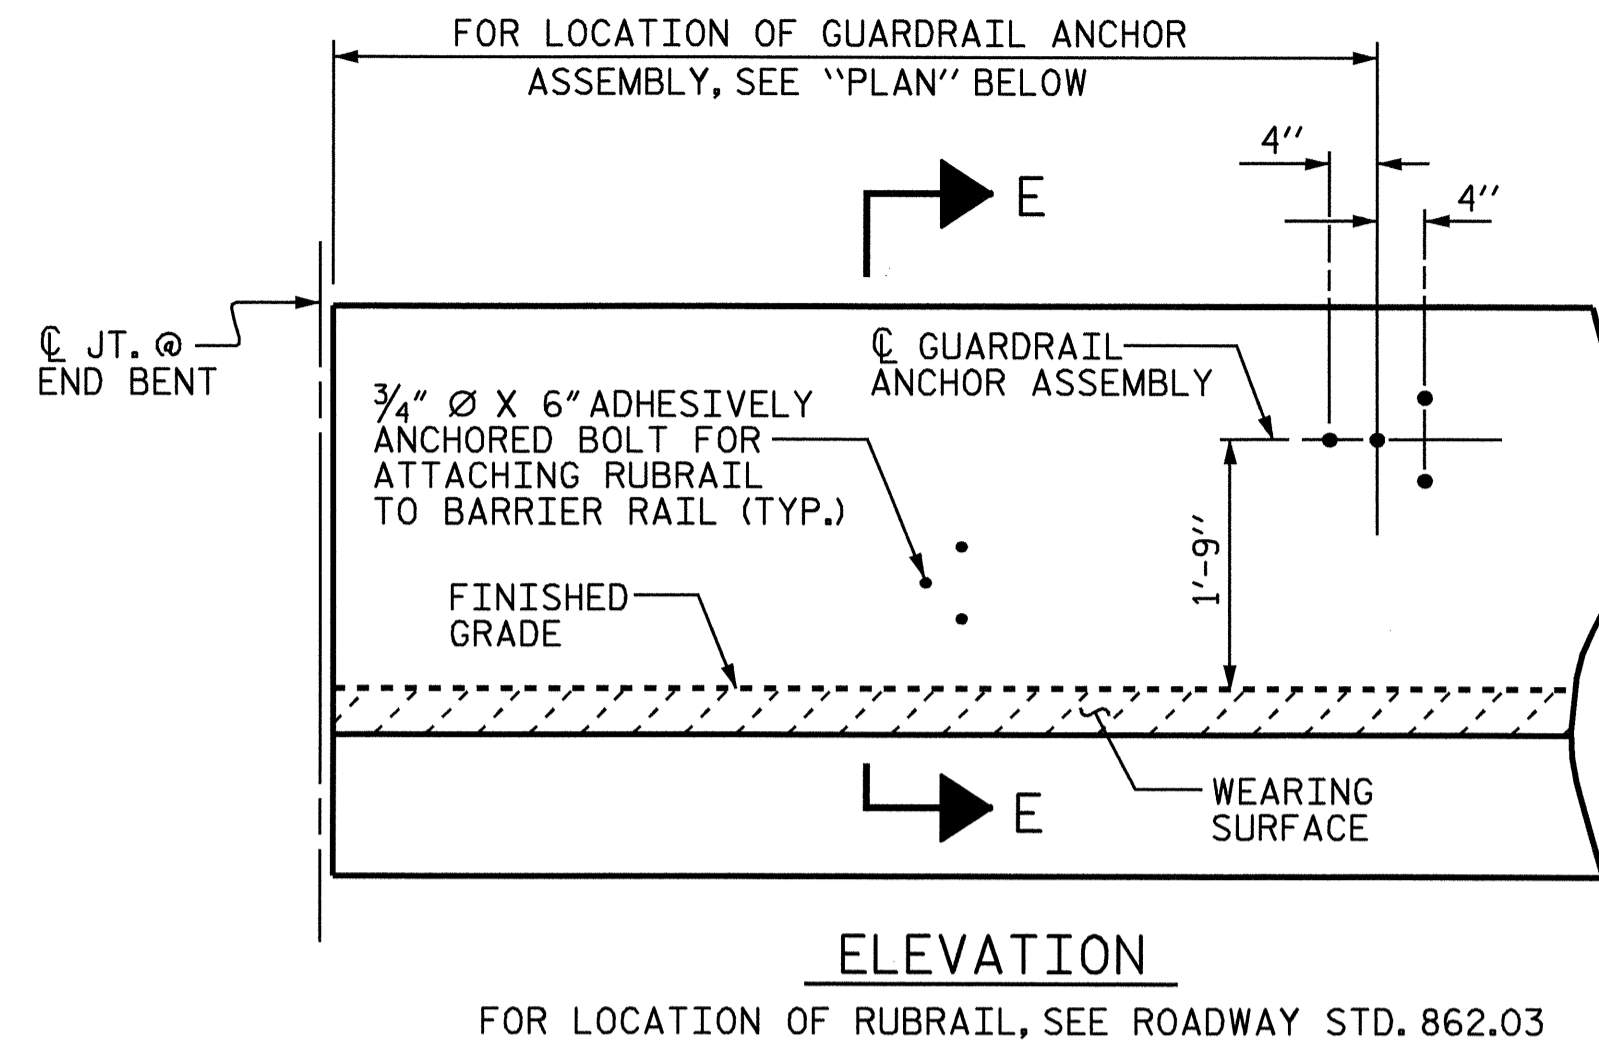 FOR LOCATION OF GUARDRAIL ANCHOR
ASSEMBLY, SEE "PLAN" BELOW
4"
4"
E
℄ JT. @
END BENT
℄ GUARDRAIL
ANCHOR ASSEMBLY
3/4" Ø X 6" ADHESIVELY
ANCHORED BOLT FOR
ATTACHING RUBRAIL
TO BARRIER RAIL (TYP.)
1'-9"
FINISHED
GRADE
WEARING
SURFACE
E
ELEVATION
FOR LOCATION OF RUBRAIL, SEE ROADWAY STD. 862.03